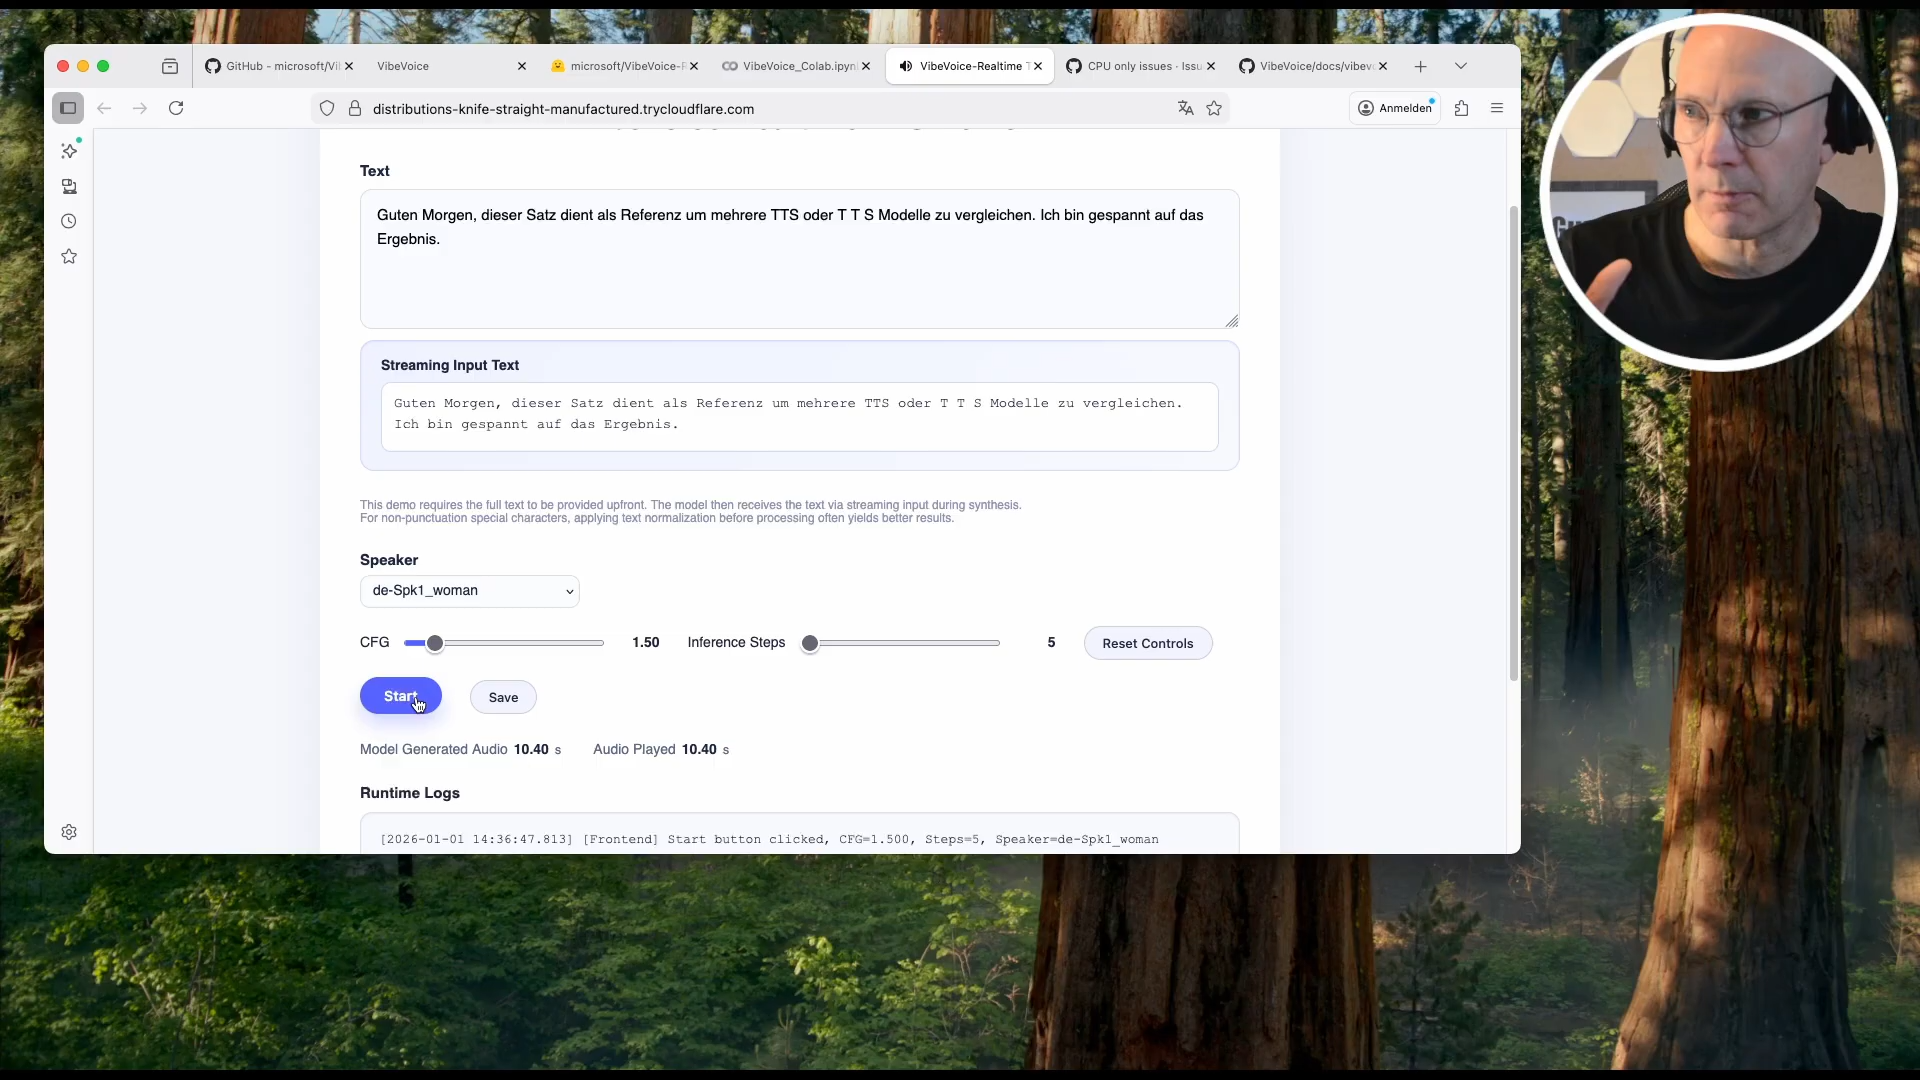 GitHub - microsoft/Vi
VibeVoice
microsoft/VibeVoice-R
VibeVoice_Colab.ipyn
VibeVoice-Realtime T
CPU only issues · Issu
VibeVoice/docs/vibev
distributions-knife-straight-manufactured.trycloudflare.com
Anmelden
Text
Guten Morgen, dieser Satz dient als Referenz um mehrere TTS oder T T S Modelle zu vergleichen. Ich bin gespannt auf das
Ergebnis.
Streaming Input Text
Guten Morgen, dieser Satz dient als Referenz um mehrere TTS oder T T S Modelle zu vergleichen.
Ich bin gespannt auf das Ergebnis.
This demo requires the full text to be provided upfront. The model then receives the text via streaming input during synthesis.
For non-punctuation special characters, applying text normalization before processing often yields better results.
Speaker
de-Spk1_woman
CFG 1.50 Inference Steps 5 Reset Controls
Start Save
Model Generated Audio 10.40 s Audio Played 10.40 s
Runtime Logs
[2026-01-01 14:36:47.813] [Frontend] Start button clicked, CFG=1.500, Steps=5, Speaker=de-Spk1_woman